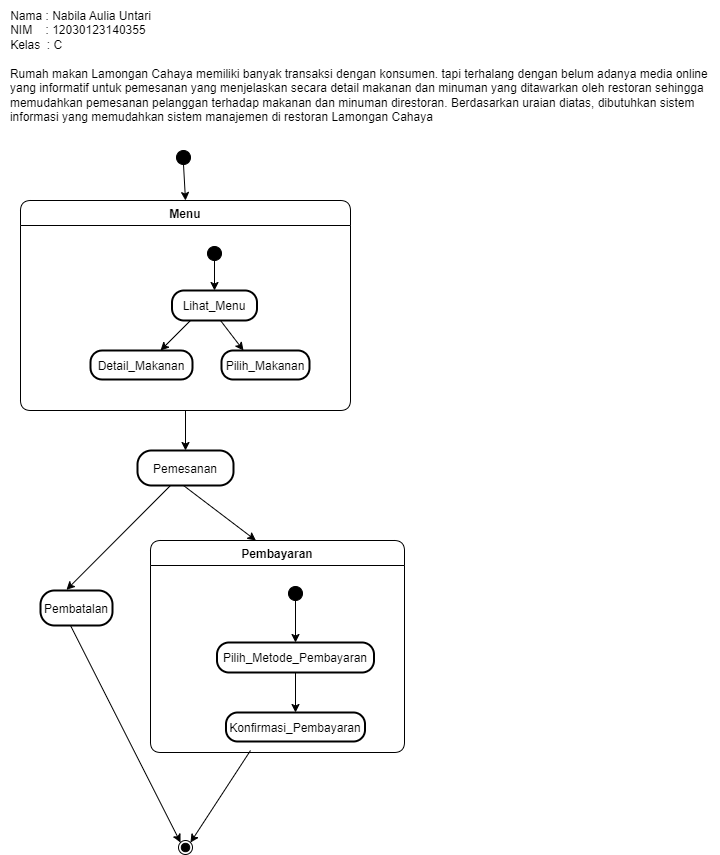 Nama : Nabila Aulia Untari
NIM : 12030123140355
Kelas : C
Rumah makan Lamongan Cahaya memiliki banyak transaksi dengan konsumen. tapi terhalang dengan belum adanya media online
yang informatif untuk pemesanan yang menjelaskan secara detail makanan dan minuman yang ditawarkan oleh restoran sehingga
memudahkan pemesanan pelanggan terhadap makanan dan minuman direstoran. Berdasarkan uraian diatas, dibutuhkan sistem
informasi yang memudahkan sistem manajemen di restoran Lamongan Cahaya
Menu
Lihat_Menu
Detail_Makanan
Pilih_Makanan
Pemesanan
Pembayaran
Pembatalan
Pilih_Metode_Pembayaran
Konfirmasi_Pembayaran